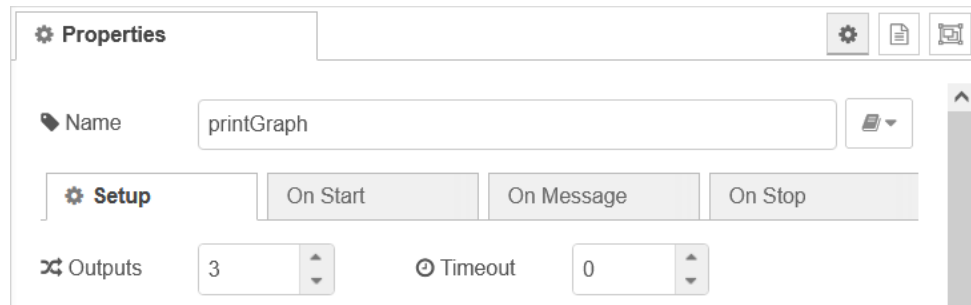 Properties
Name printGraph
Setup On Start On Message On Stop
Outputs 3 Timeout 0